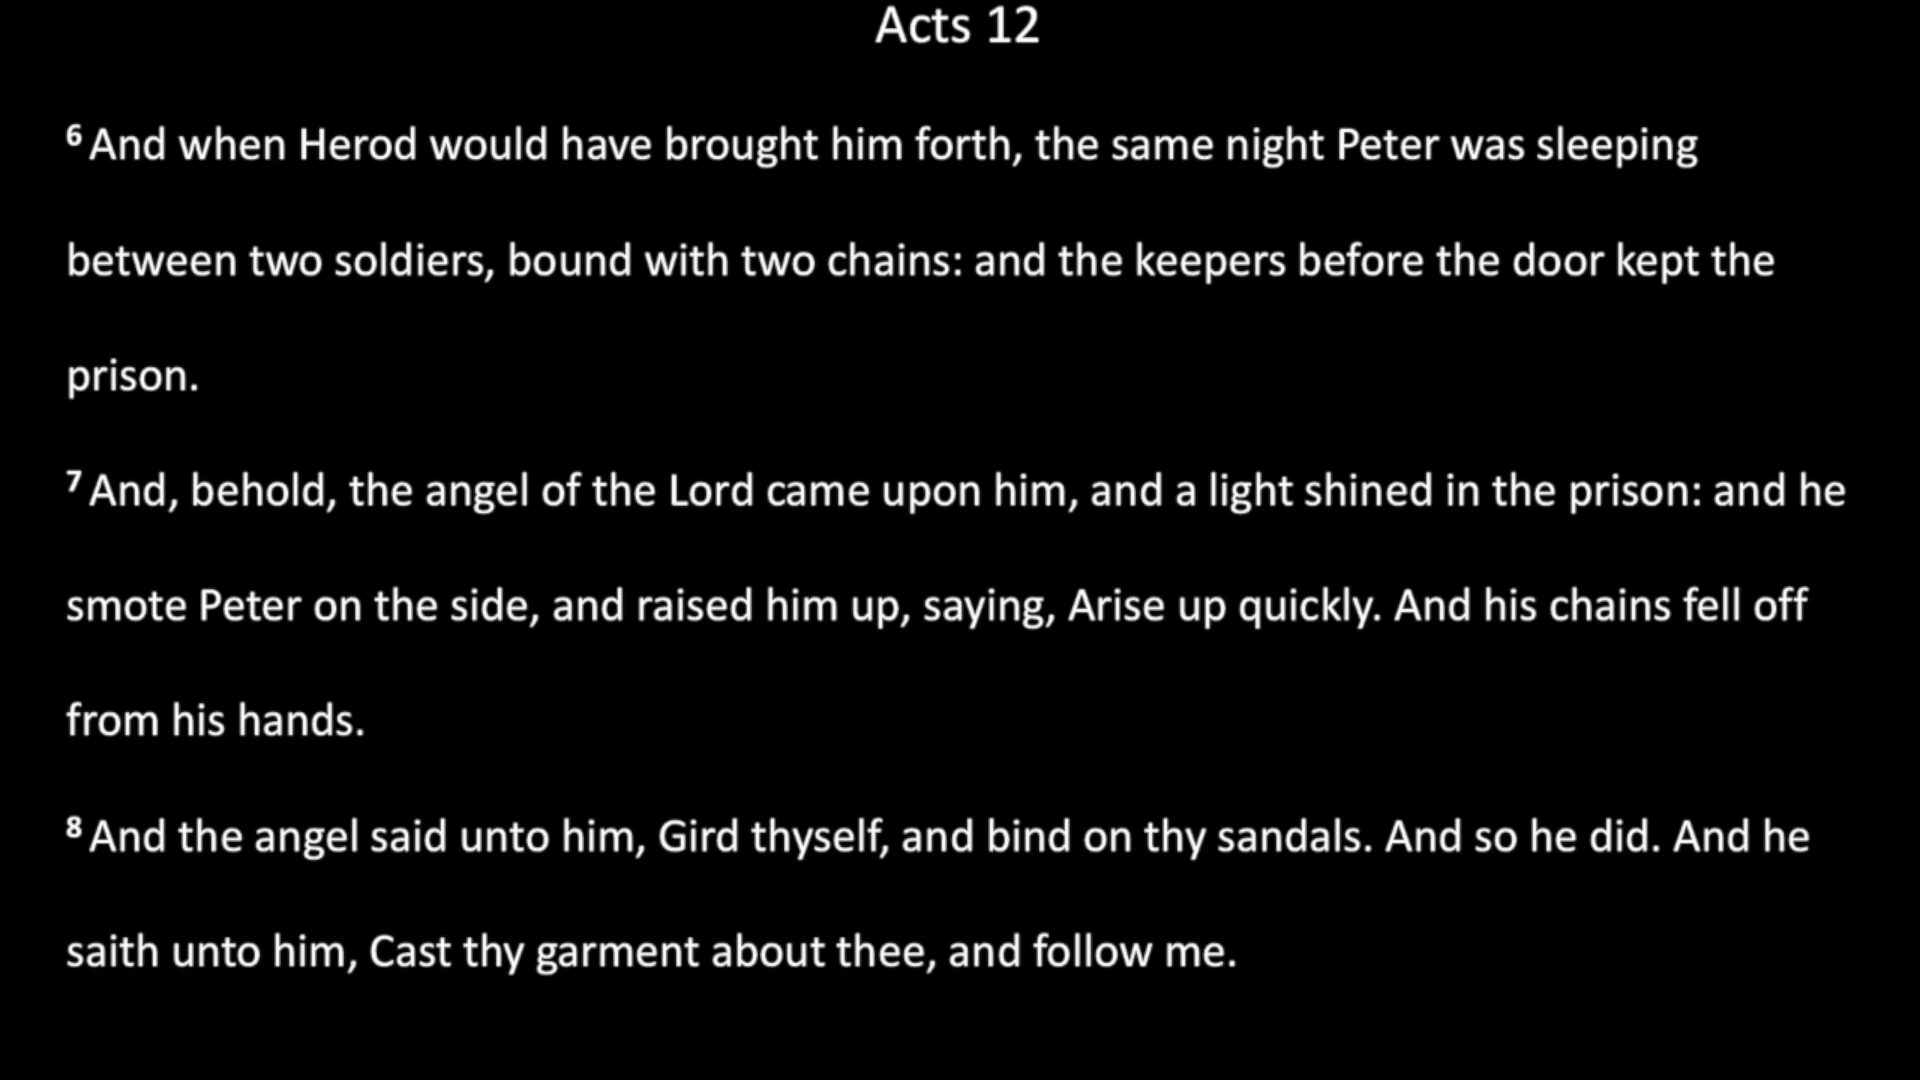 Acts 12
6 And when Herod would have brought him forth, the same night Peter was sleeping
between two soldiers, bound with two chains: and the keepers before the door kept the
prison.
7 And, behold, the angel of the Lord came upon him, and a light shined in the prison: and he
smote Peter on the side, and raised him up, saying, Arise up quickly. And his chains fell off
from his hands.
8 And the angel said unto him, Gird thyself, and bind on thy sandals. And so he did. And he
saith unto him, Cast thy garment about thee, and follow me.